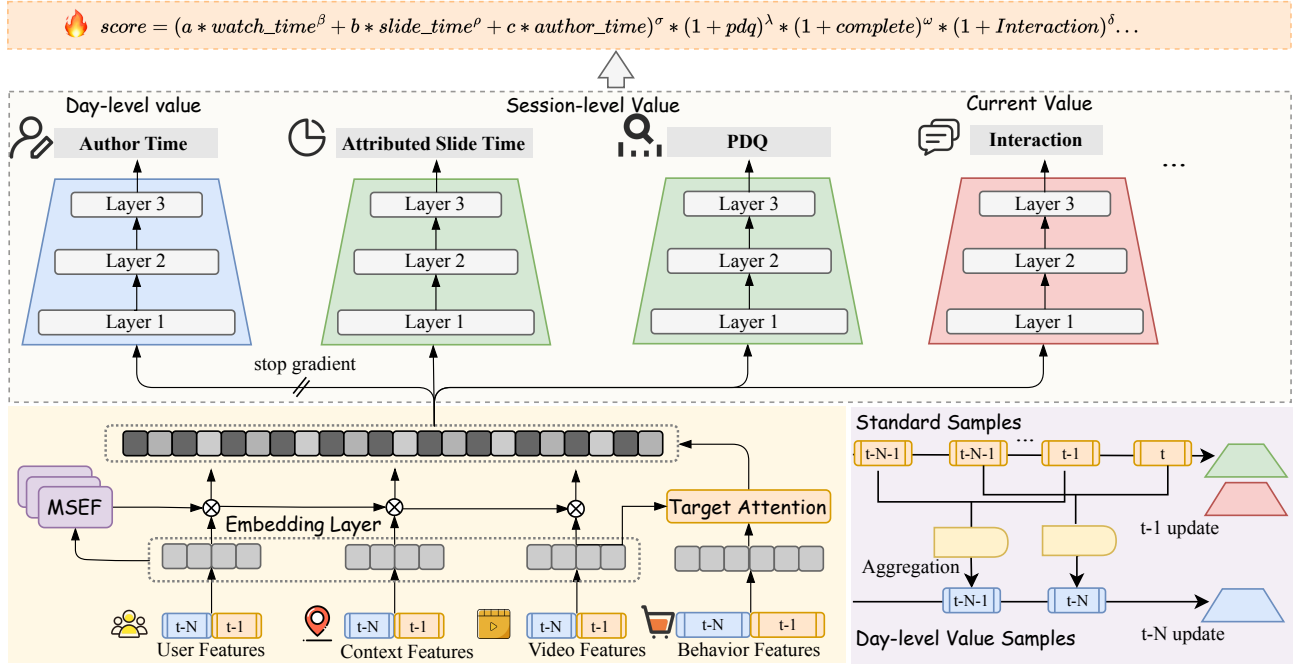 score = (a * watch_time^β + b * slide_time^ρ + c * author_time)^σ * (1 + pdq)^λ * (1 + complete)^ω * (1 + Interaction)^δ...
Day-level value
Session-level Value
Current Value
Author Time
Attributed Slide Time
PDQ
Interaction
...
Layer 3
Layer 3
Layer 3
Layer 3
Layer 2
Layer 2
Layer 2
Layer 2
Layer 1
Layer 1
Layer 1
Layer 1
stop gradient
MSEF
Embedding Layer
Target Attention
t-N t-1
t-N t-1
t-N t-1
t-N t-1
User Features
Context Features
Video Features
Behavior Features
Standard Samples
...
t-N-1 t-N-1 t-1 t
t-1 update
Aggregation
t-N-1 t-N
Day-level Value Samples
t-N update